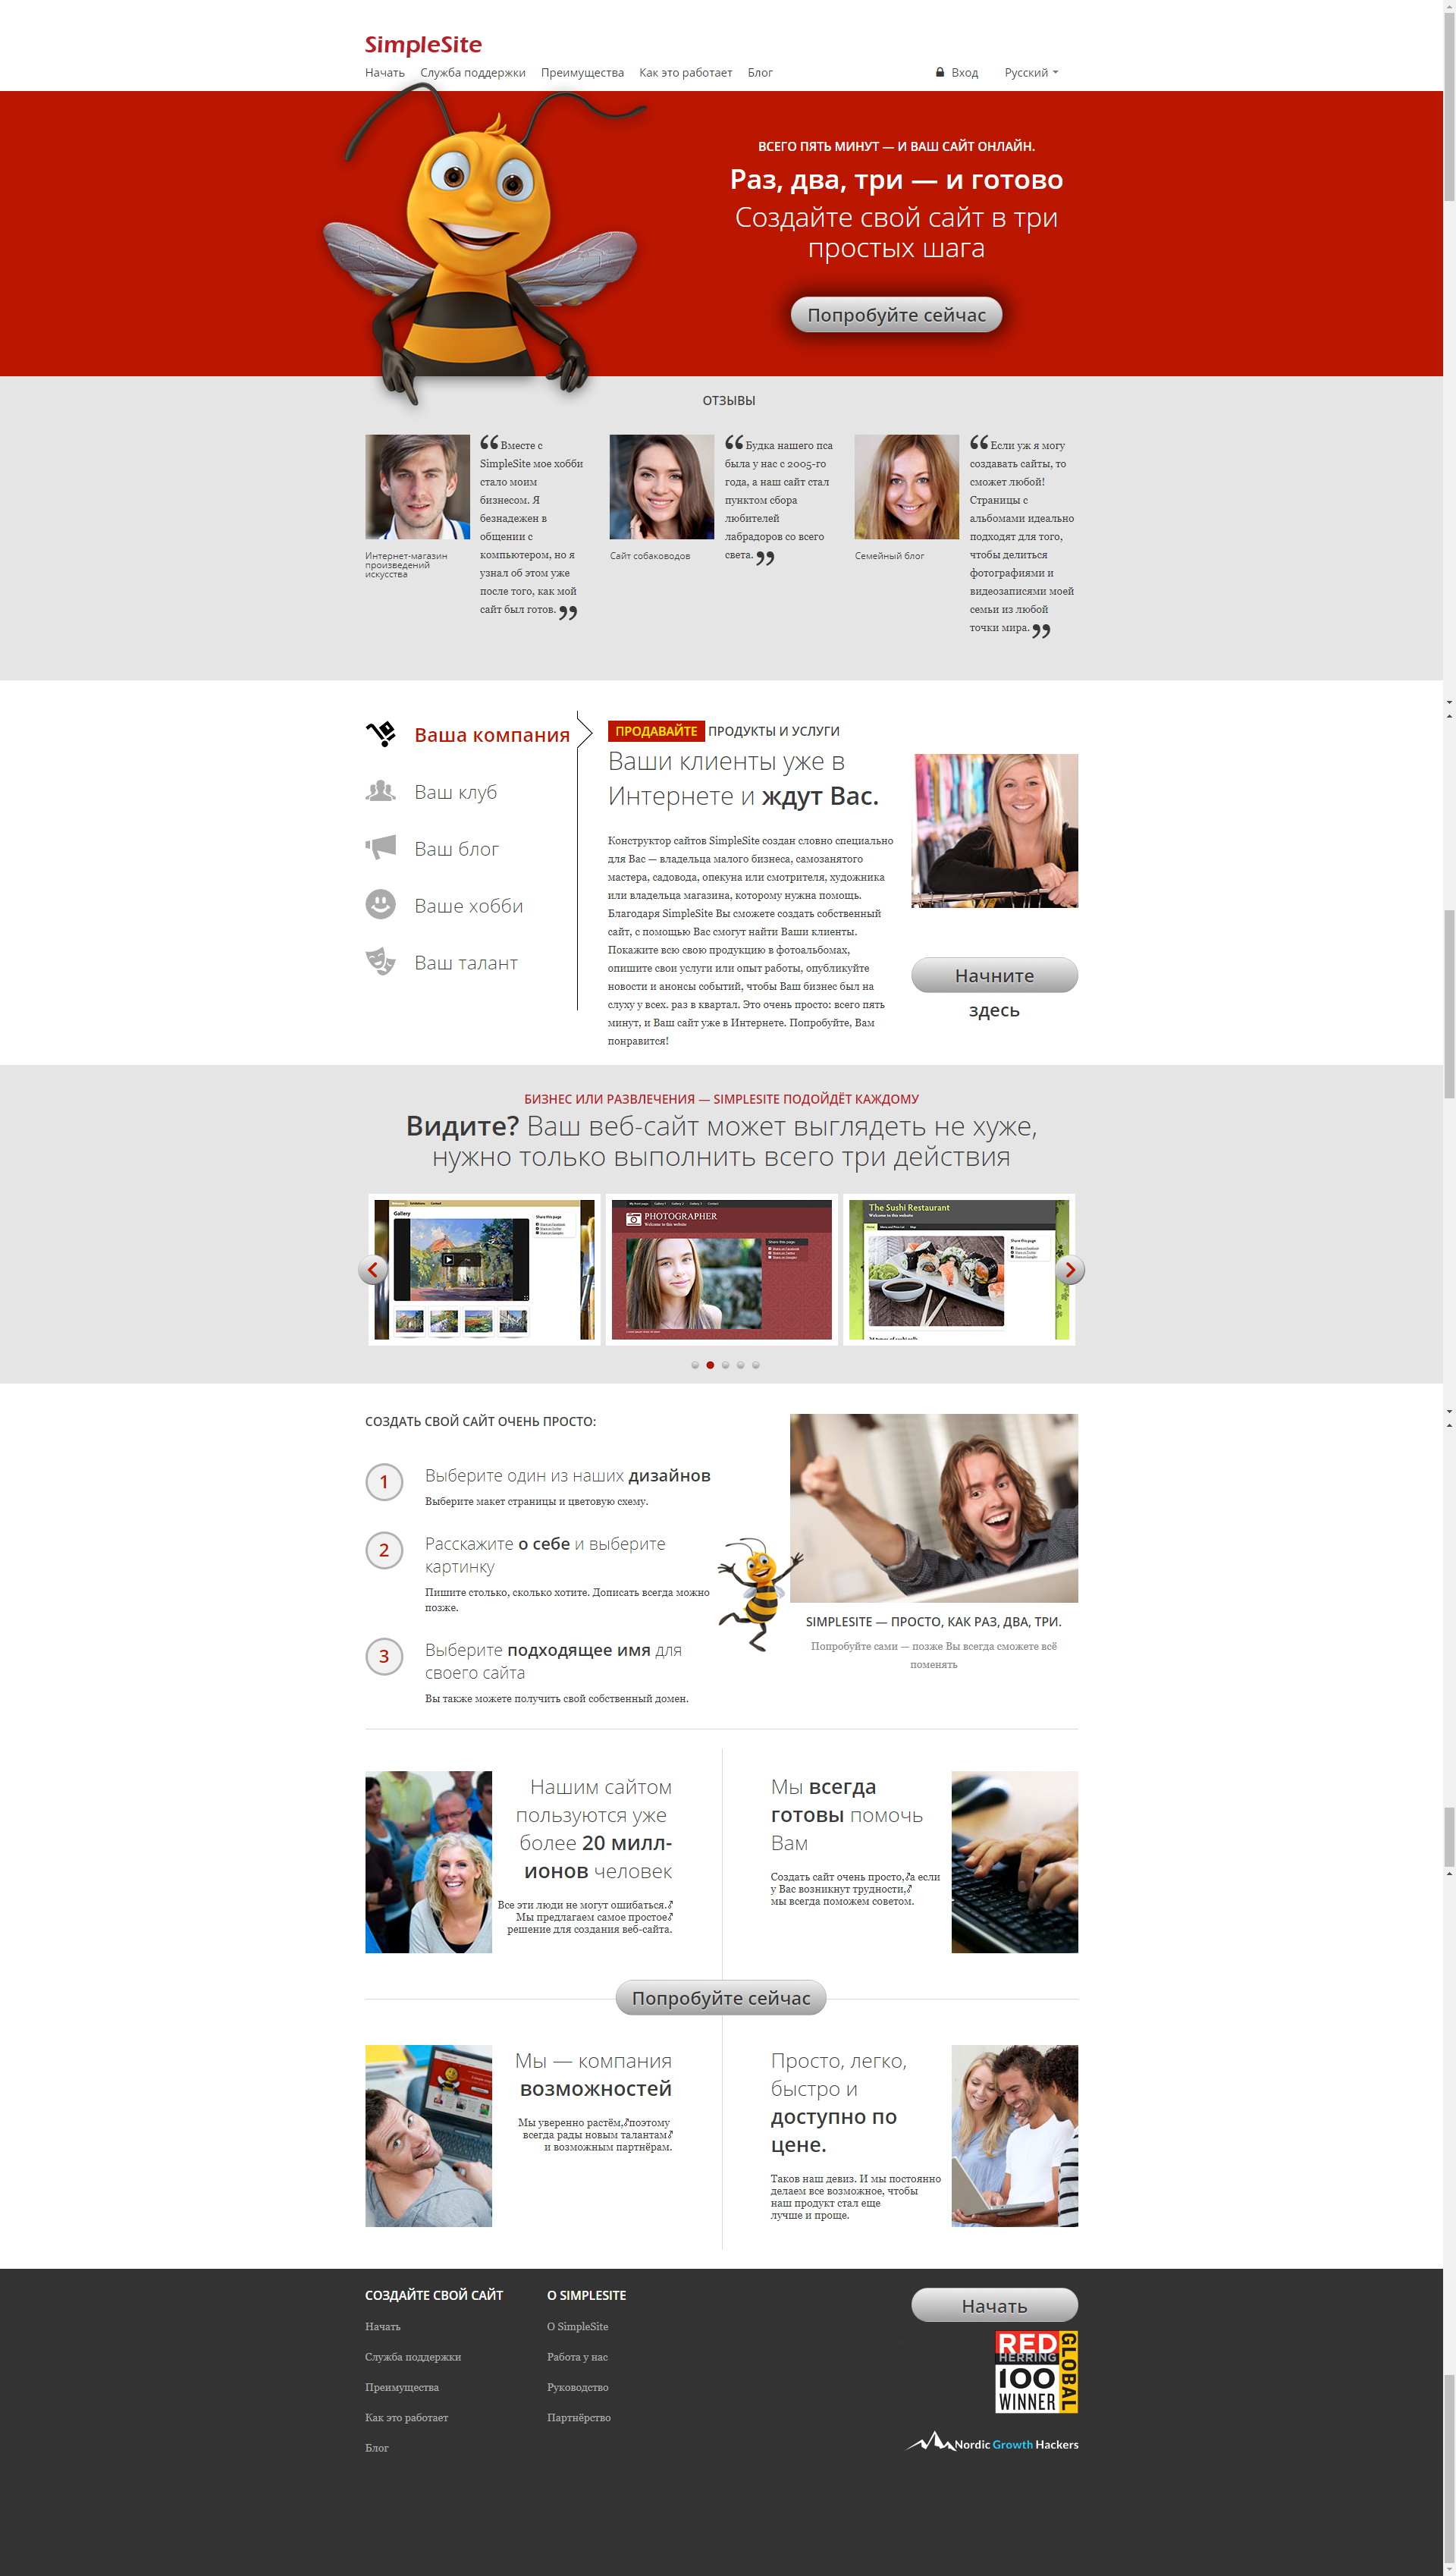 SimpleSite
Начать Служба поддержки Преимущества Как это работает Блог Вход Русский
ВСЕГО ПЯТЬ МИНУТ — И ВАШ САЙТ ОНЛАЙН.
Раз, два, три — и готово
Создайте свой сайт в три
простых шага
Попробуйте сейчас
ОТЗЫВЫ
“ Вместе с
SimpleSite мое хобби
стало моим
бизнесом. Я
безнадежен в
общении с
компьютером, но я
узнал об этом уже
после того, как мой
сайт был готов. ”
Интернет-магазин
произведений
искусства
“ Будка нашего пса
была у нас с 2005-го
года, а наш сайт стал
пунктом сбора
любителей
лабрадоров со всего
света. ”
Сайт собаководов
“ Если уж я могу
создавать сайты, то
сможет любой!
Страницы с
альбомами идеально
подходят для того,
чтобы делиться
фотографиями и
видеозаписями моей
семьи из любой
точки мира. ”
Семейный блог
Ваша компания
Ваш клуб
Ваш блог
Ваше хобби
Ваш талант
ПРОДАВАЙТЕ ПРОДУКТЫ И УСЛУГИ
Ваши клиенты уже в
Интернете и ждут Вас.
Конструктор сайтов SimpleSite создан словно специально
для Вас — владельца малого бизнеса, самозанятого
мастера, садовода, опекуна или смотрителя, художника
или владельца магазина, которому нужна помощь.
Благодаря SimpleSite Вы сможете создать собственный
сайт, с помощью Вас смогут найти Ваши клиенты.
Покажите всю свою продукцию в фотоальбомах,
опишите свои услуги или опыт работы, опубликуйте
новости и анонсы событий, чтобы Ваш бизнес был на
слуху у всех. раз в квартал. Это очень просто: всего пять
минут, и Ваш сайт уже в Интернете. Попробуйте, Вам
понравится!
Начните
здесь
БИЗНЕС ИЛИ РАЗВЛЕЧЕНИЯ — SIMPLESITE ПОДОЙДЁТ КАЖДОМУ
Видите? Ваш веб-сайт может выглядеть не хуже,
нужно только выполнить всего три действия
Gallery
Share this page
PHOTOGRAPHER
Welcome to this website
Share this page
The Sushi Restaurant
Welcome to this website
Share this page
СОЗДАТЬ СВОЙ САЙТ ОЧЕНЬ ПРОСТО:
1
Выберите один из наших дизайнов
Выберите макет страницы и цветовую схему.
2
Расскажите о себе и выберите
картинку
Пишите столько, сколько хотите. Дописать всегда можно
позже.
3
Выберите подходящее имя для
своего сайта
Вы также можете получить свой собственный домен.
SIMPLESITE — ПРОСТО, КАК РАЗ, ДВА, ТРИ.
Попробуйте сами — позже Вы всегда сможете всё
поменять
Нашим сайтом
пользуются уже
более 20 милл-
ионов человек
Все эти люди не могут ошибаться.♂
Мы предлагаем самое простое♂
решение для создания веб-сайта.
Мы всегда
готовы помочь
Вам
Создать сайт очень просто,♂а если
у Вас возникнут трудности,♂
мы всегда поможем советом.
Попробуйте сейчас
Мы — компания
возможностей
Мы уверенно растём,♂поэтому
всегда рады новым талантам♂
и возможным партнёрам.
Просто, легко,
быстро и
доступно по
цене.
Таков наш девиз. И мы постоянно
делаем все возможное, чтобы
наш продукт стал еще
лучше и проще.
СОЗДАЙТЕ СВОЙ САЙТ
Начать
Служба поддержки
Преимущества
Как это работает
Блог
О SIMPLESITE
О SimpleSite
Работа у нас
Руководство
Партнёрство
Начать
RED
HERRING
100
WINNER
GLOBAL
Nordic Growth Hackers